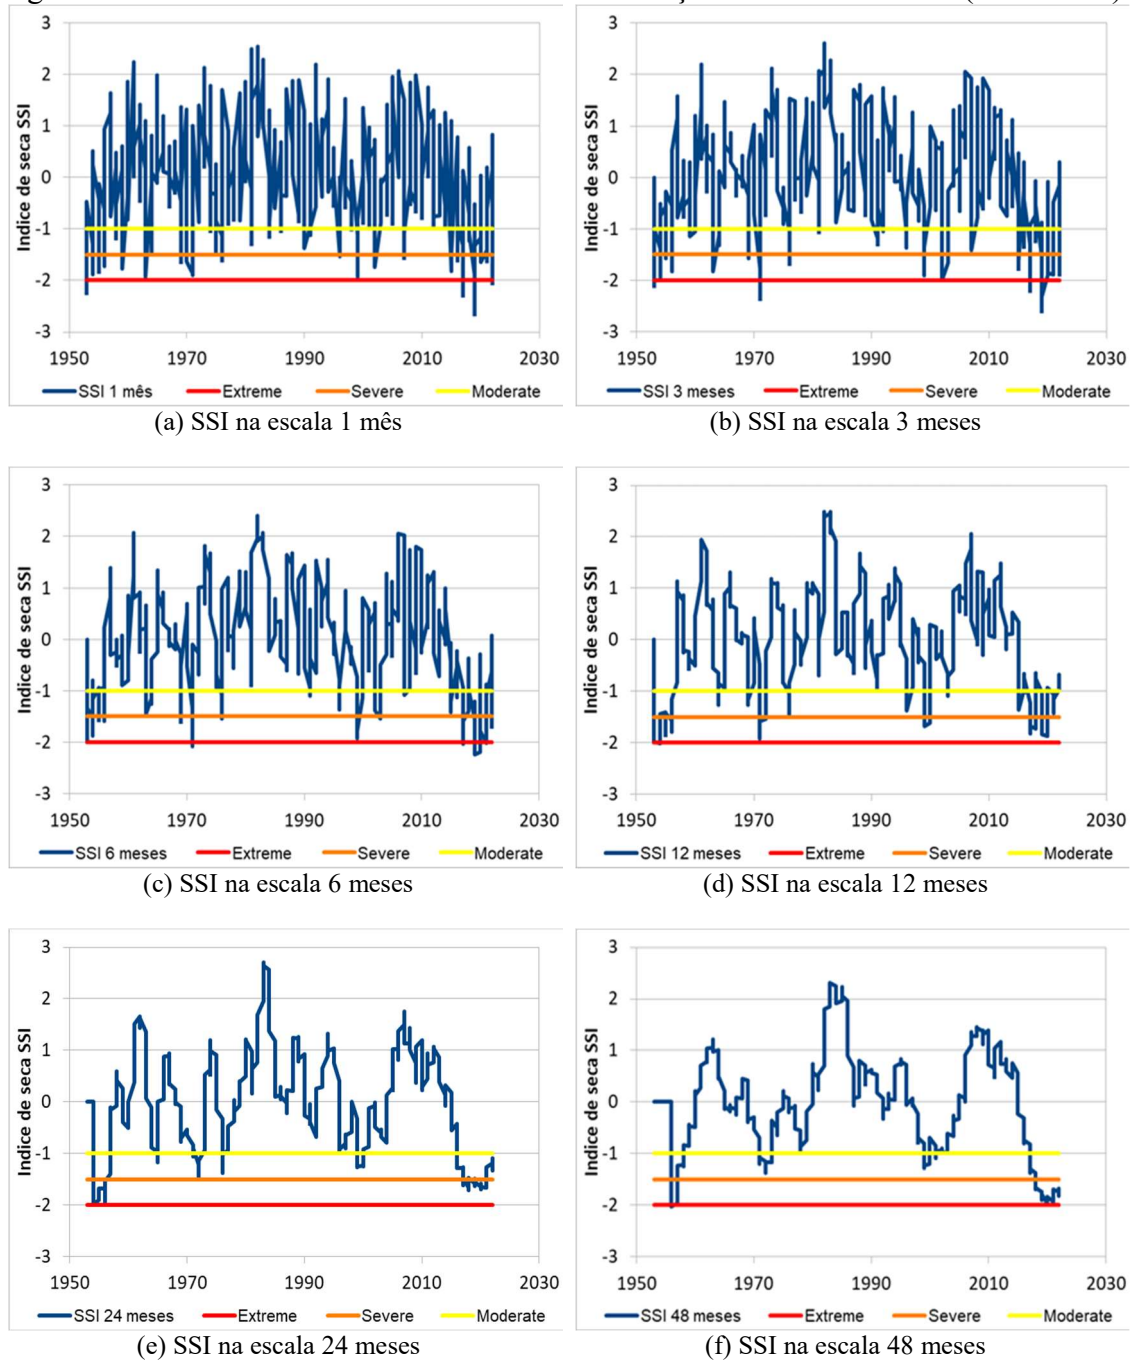 3 2 1 0 -1 -2 -3
Indice de seca SSI
1950 1970 1990 2010 2030
SSI 1 mês Extreme Severe Moderate
(a) SSI na escala 1 mês
3 2 1 0 -1 -2 -3
Indice de seca SSI
1950 1970 1990 2010 2030
SSI 3 meses Extreme Severe Moderate
(b) SSI na escala 3 meses
3 2 1 0 -1 -2 -3
Indice de seca SSI
1950 1970 1990 2010 2030
SSI 6 meses Extreme Severe Moderate
(c) SSI na escala 6 meses
3 2 1 0 -1 -2 -3
Indice de seca SSI
1950 1970 1990 2010 2030
SSI 12 meses Extreme Severe Moderate
(d) SSI na escala 12 meses
3 2 1 0 -1 -2 -3
Indice de seca SSI
1950 1970 1990 2010 2030
SSI 24 meses Extreme Severe Moderate
(e) SSI na escala 24 meses
3 2 1 0 -1 -2 -3
Indice de seca SSI
1950 1970 1990 2010 2030
SSI 48 meses Extreme Severe Moderate
(f) SSI na escala 48 meses